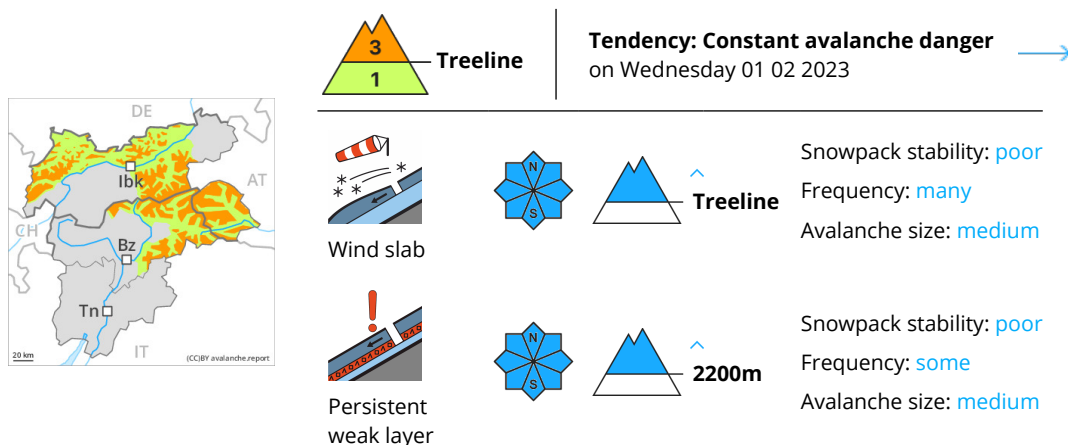 3
1
Treeline
Tendency: Constant avalanche danger
on Wednesday 01 02 2023
DE
AT
CH
IT
Ibk
Bz
Tn
20 km
(CC)BY avalanche.report
N
S
Treeline
Snowpack stability: poor
Frequency: many
Avalanche size: medium
Wind slab
N
S
2200m
Snowpack stability: poor
Frequency: some
Avalanche size: medium
Persistent
weak layer